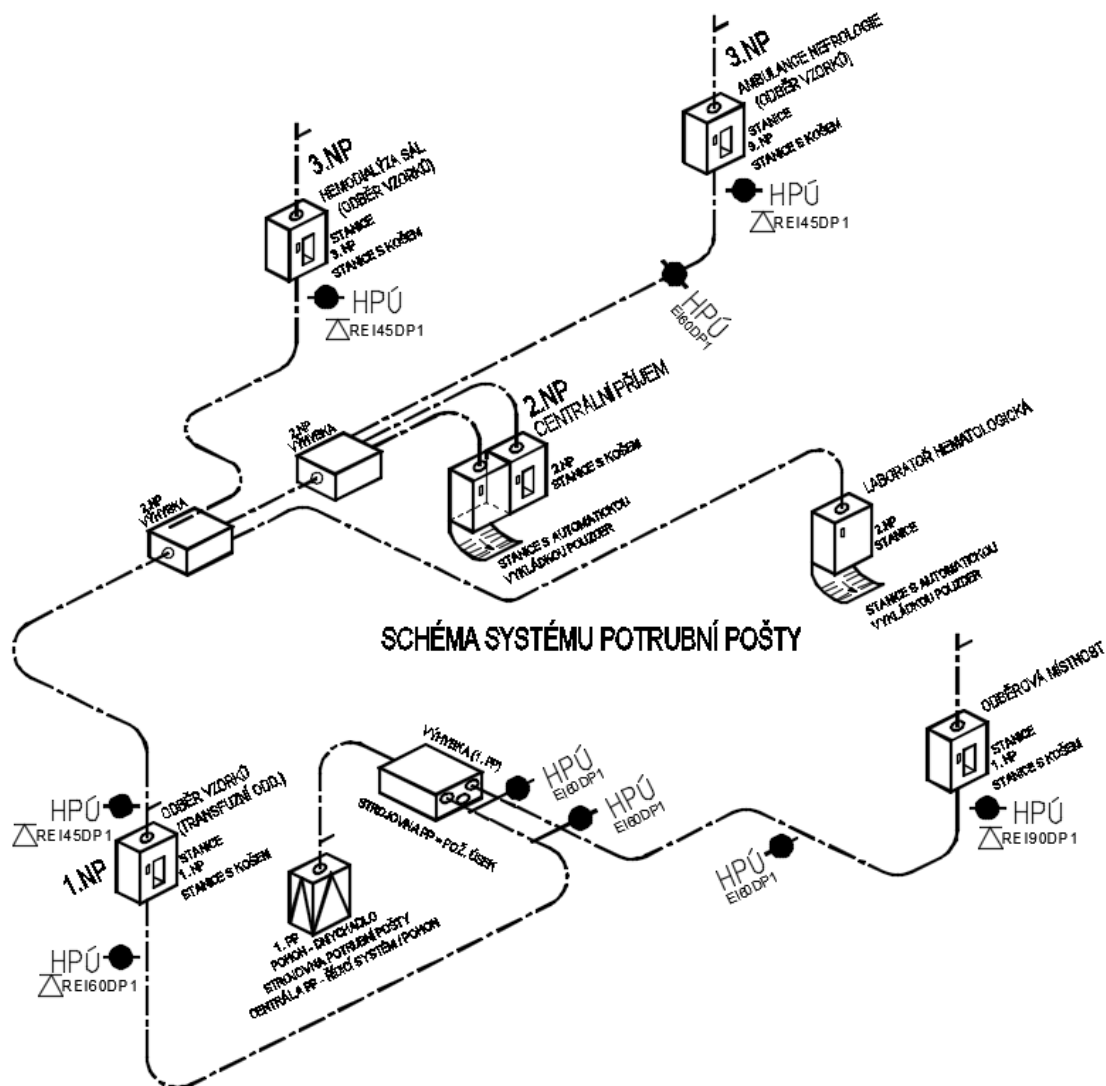 3.NP
AMBULANCE NEFROLOGIE
(ODBĚR VZORKŮ)
STANICE
3. NP
STANICE S KOŠEM
HPÚ
REI45DP1
3.NP
HEMODIALÝZA SÁL
(ODBĚR VZORKŮ)
STANICE
3. NP
STANICE S KOŠEM
HPÚ
REI45DP1
HPÚ
EI60DP1
2.NP
CENTRÁLNÍ PŘÍJEM
2.NP
STANICE S KOŠEM
STANICE S AUTOMATICKOU
VYKLÁDKOU POUZDER
2.NP
VÝHYBKA
2.NP
VÝHYBKA
LABORATOŘ HEMATOLOGICKÁ
2.NP
STANICE
STANICE S AUTOMATICKOU
VYKLÁDKOU POUZDER
SCHÉMA SYSTÉMU POTRUBNÍ POŠTY
ODBĚROVÁ MÍSTNOST
STANICE
1. NP
STANICE S KOŠEM
HPÚ
REI90DP1
VÝHYBKA (1. PP)
STROJOVNA PP - POŽ. ÚSEK
HPÚ
EI60DP1
HPÚ
EI60DP1
HPÚ
EI60DP1
HPÚ
REI45DP1
1.NP
ODBĚR VZORKŮ
(TRANSFUZNÍ ODD.)
STANICE
1. NP
STANICE S KOŠEM
HPÚ
REI60DP1
1. PP
POHON - DMYCHADLO
STROJOVNA POTRUBNÍ POŠTY
CENTRÁLA PP - ŘÍDÍCÍ SYSTÉM / POHON